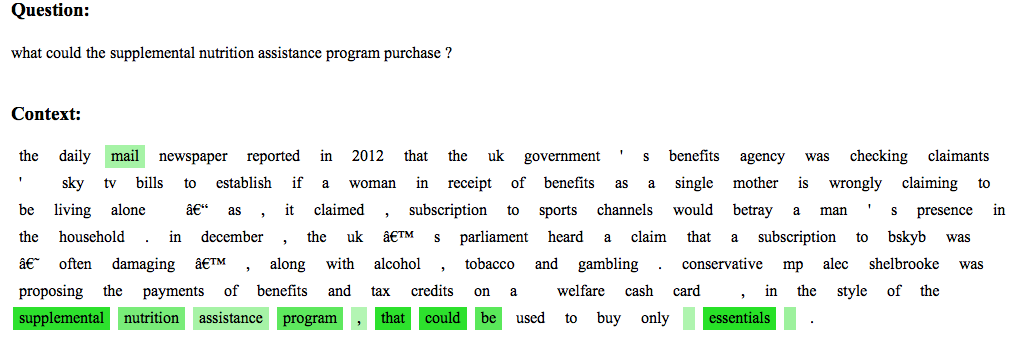 Question:
what could the supplemental nutrition assistance program purchase ?
Context:
the daily mail newspaper reported in 2012 that the uk government ' s benefits agency was checking claimants
' sky tv bills to establish if a woman in receipt of benefits as a single mother is wrongly claiming to
be living alone â€“ as , it claimed , subscription to sports channels would betray a man ' s presence in
the household . in december , the uk â€™ s parliament heard a claim that a subscription to bskyb was
â€˜ often damaging â€™ , along with alcohol , tobacco and gambling . conservative mp alec shelbrooke was
proposing the payments of benefits and tax credits on a welfare cash card , in the style of the
supplemental nutrition assistance program , that could be used to buy only essentials .